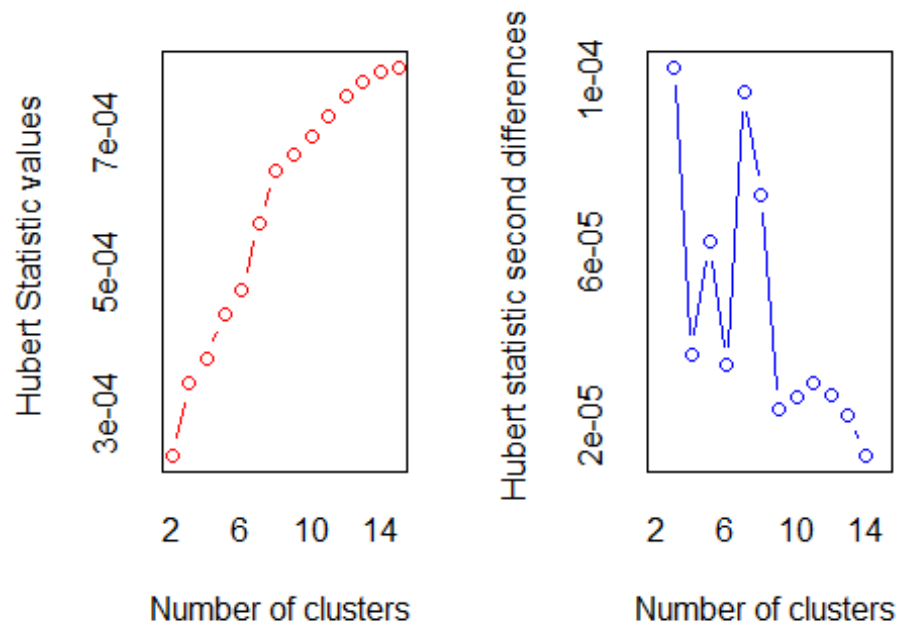 Hubert Statistic values
7e-04
5e-04
3e-04
2 6 10 14
Number of clusters
Hubert statistic second differences
1e-04
6e-05
2e-05
2 6 10 14
Number of clusters